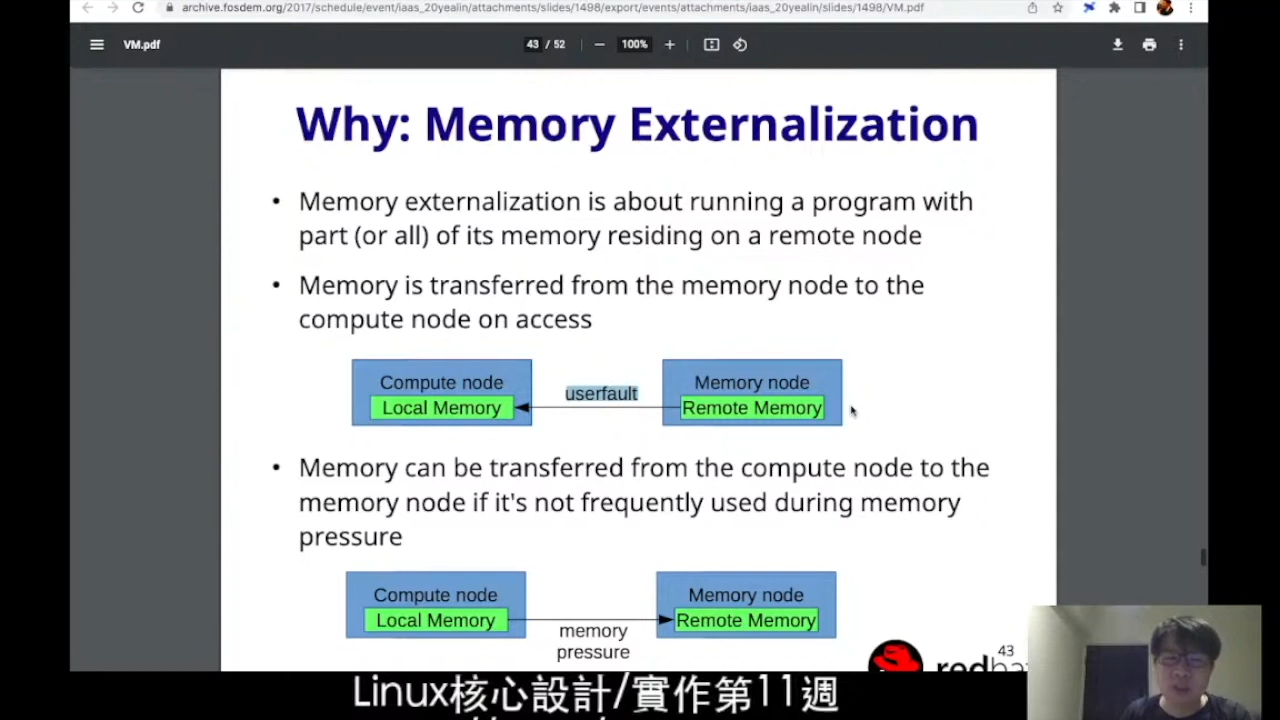 archive.fosdem.org/2017/schedule/event/iaas_20yealin/attachments/slides/1498/export/events/attachments/iaas_20yealin/slides/1498/VM.pdf
VM.pdf
43 / 52
100%
Why: Memory Externalization
• Memory externalization is about running a program with
part (or all) of its memory residing on a remote node
• Memory is transferred from the memory node to the
compute node on access
Compute node
Local Memory
userfault
Memory node
Remote Memory
• Memory can be transferred from the compute node to the
memory node if it's not frequently used during memory
pressure
Compute node
Local Memory
memory
pressure
Memory node
Remote Memory
43
Linux核心設計/實作第11週